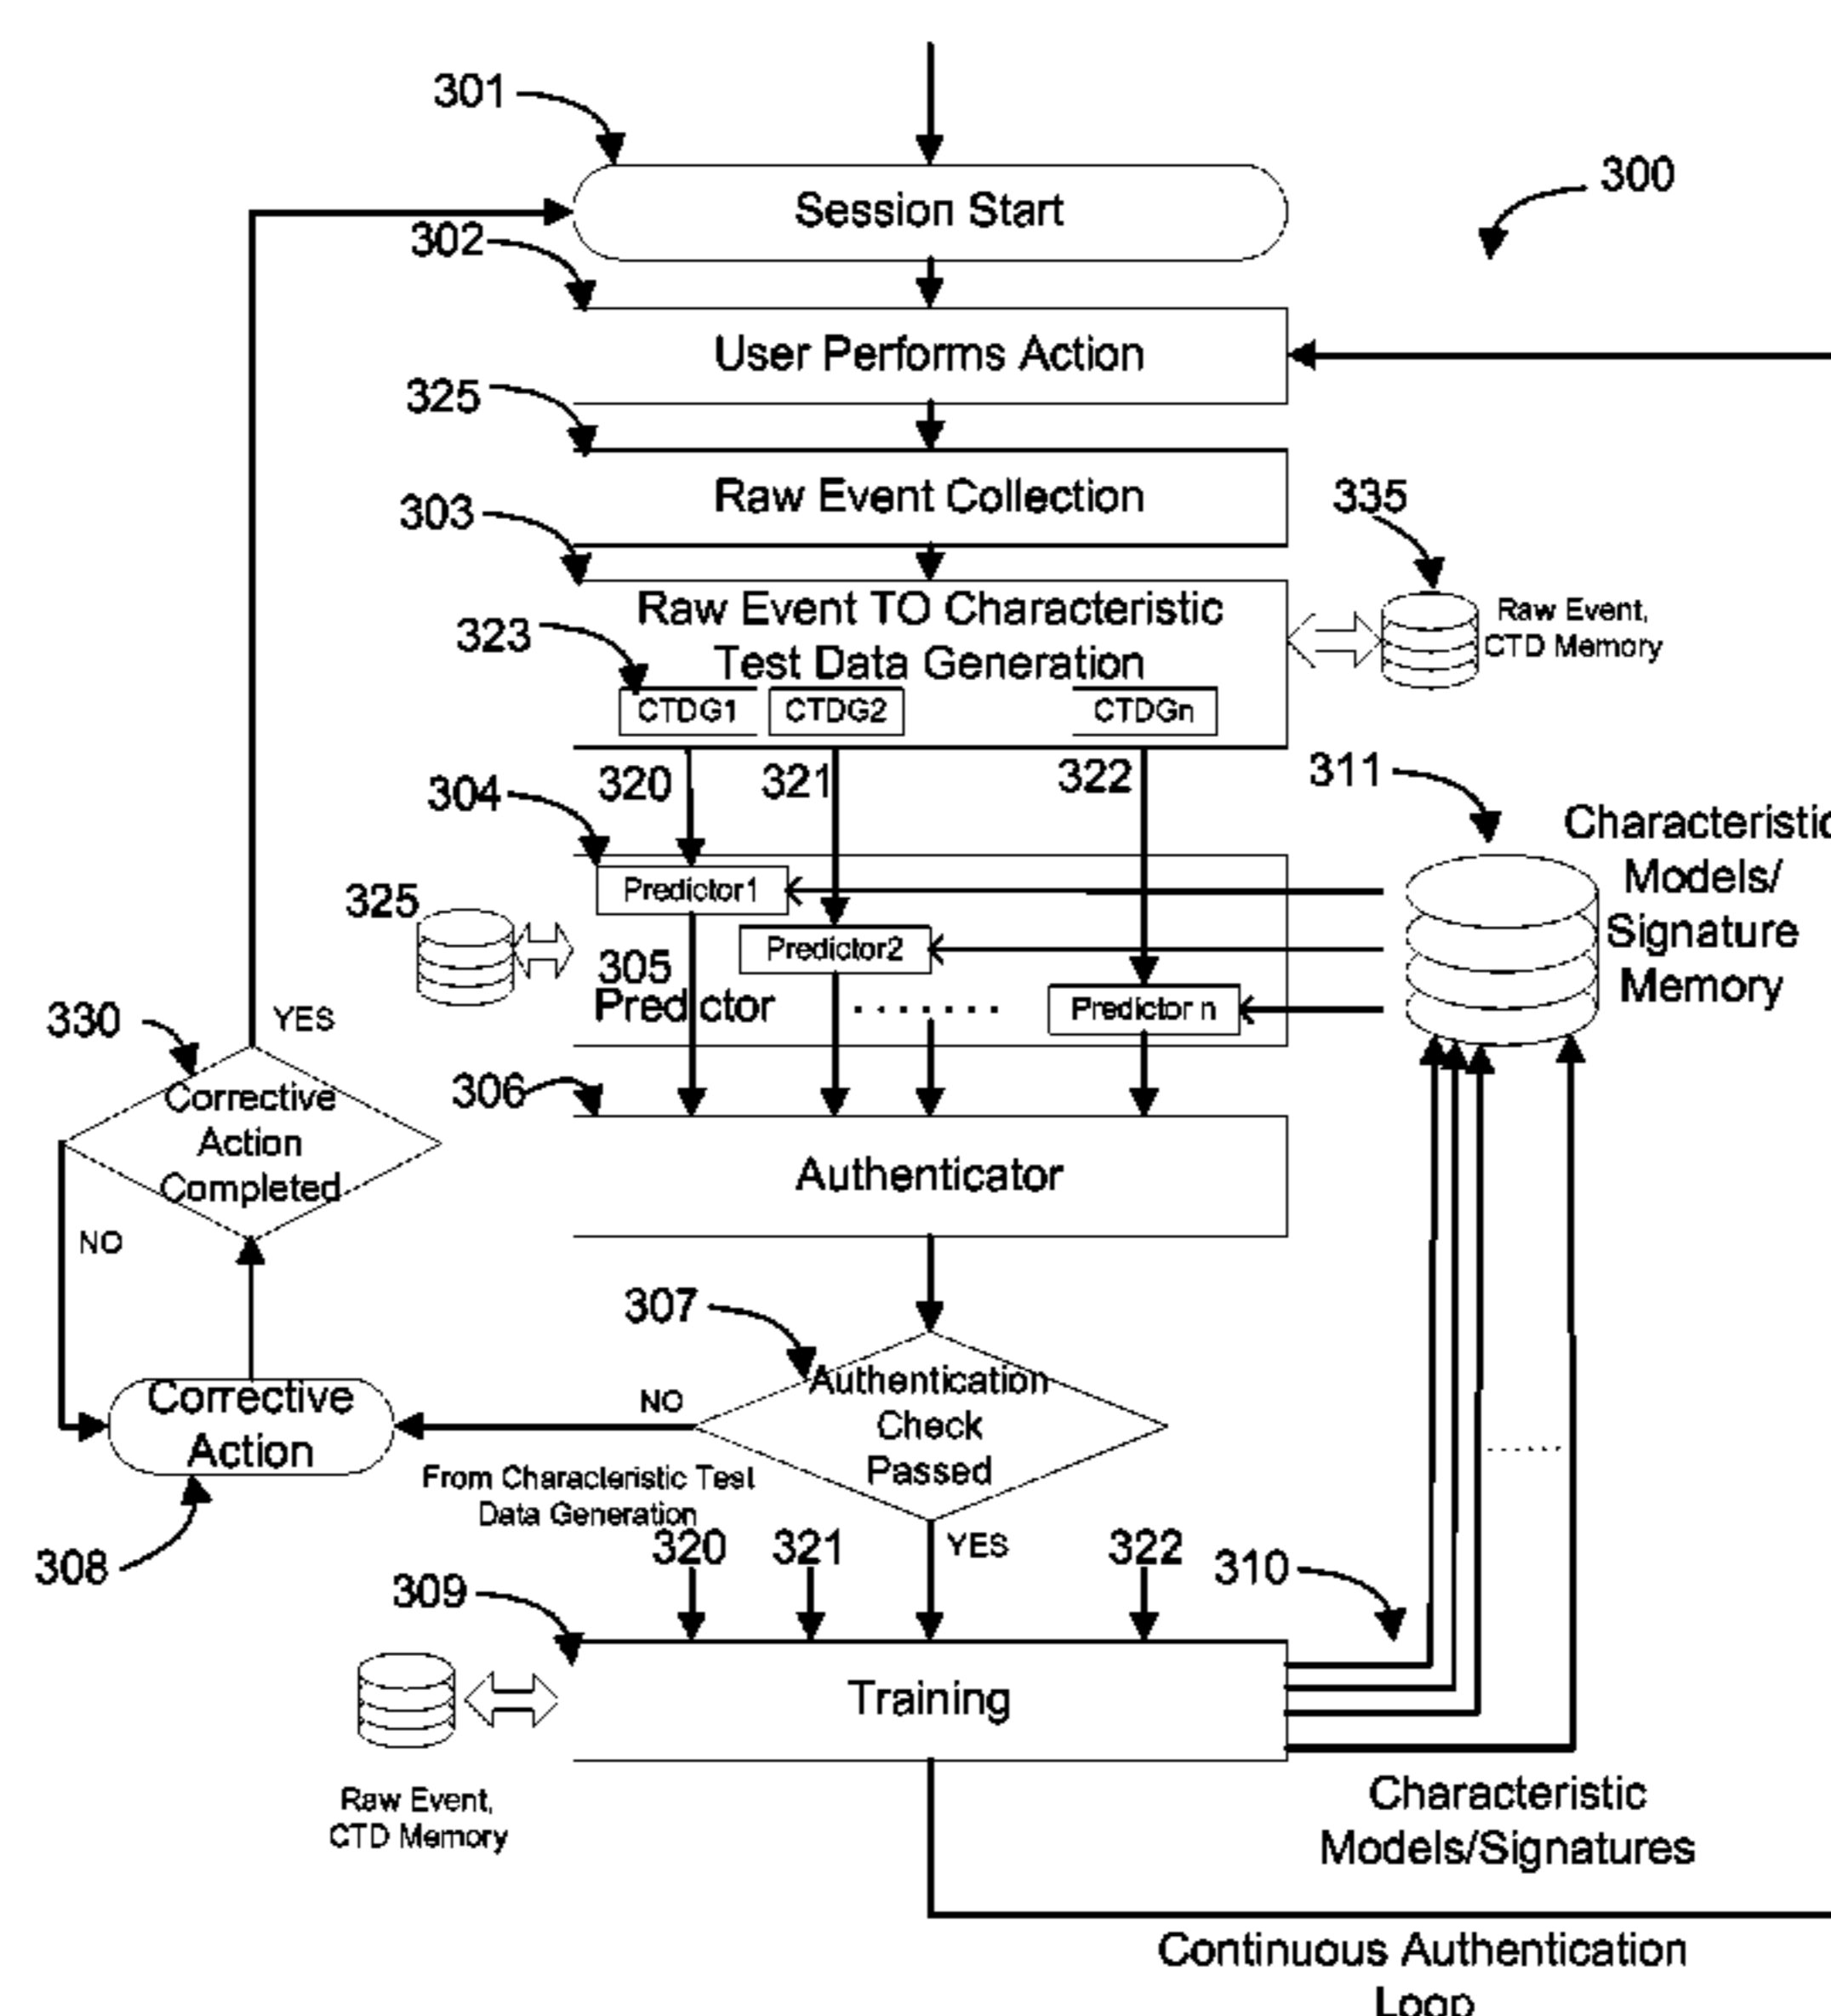 301
300
Session Start
302
User Performs Action
325
Raw Event Collection
335
303
Raw Event TO Characteristic
Test Data Generation
Raw Event,
CTD Memory
323
CTDG1
CTDG2
CTDGn
320
321
322
311
304
Characteristic
Models/
Signature
Memory
Predictor1
325
Predictor2
305
Predictor
.......
Predictor n
330
YES
Corrective
Action
Completed
306
Authenticator
NO
307
Authentication
Check
Passed
NO
Corrective
Action
From Characteristic Test
Data Generation
YES
308
320
321
322
310
309
Training
Raw Event,
CTD Memory
Characteristic
Models/Signatures
Continuous Authentication
Loop